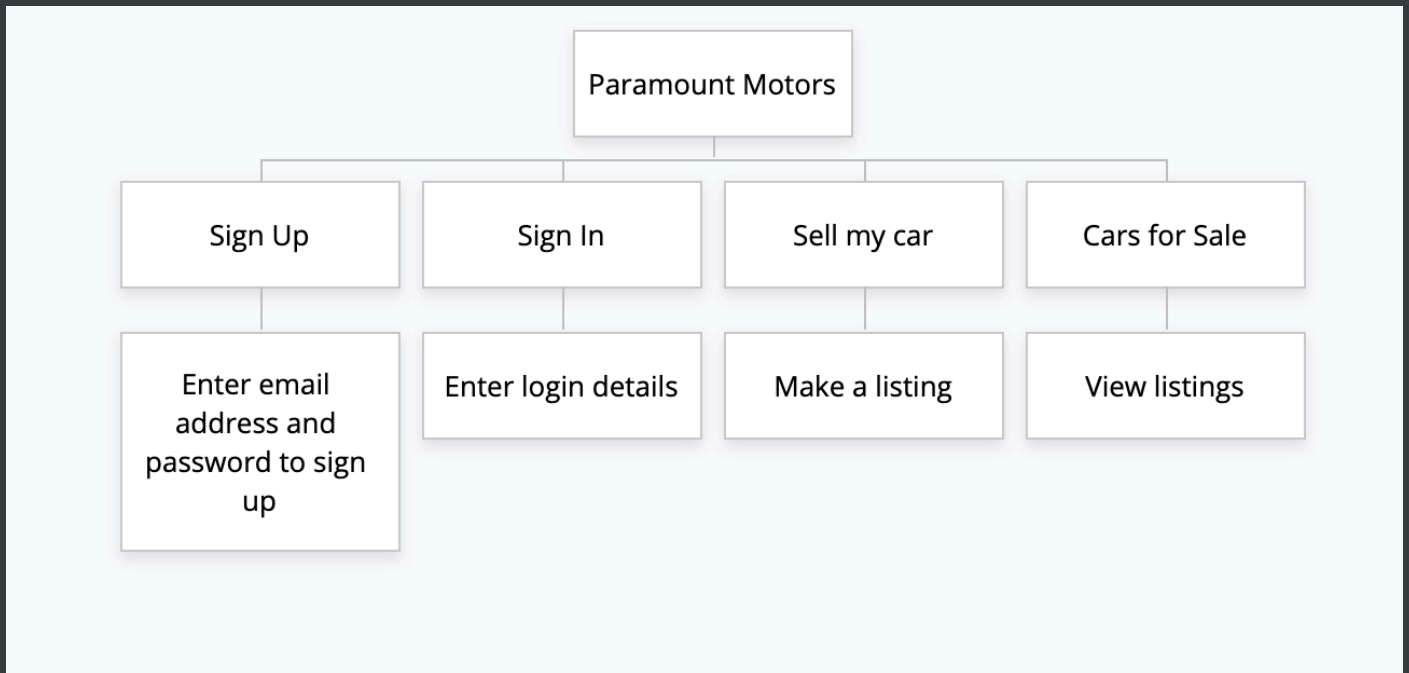 Paramount Motors
Sign Up
Sign In
Sell my car
Cars for Sale
Enter email
address and
password to sign
up
Enter login details
Make a listing
View listings